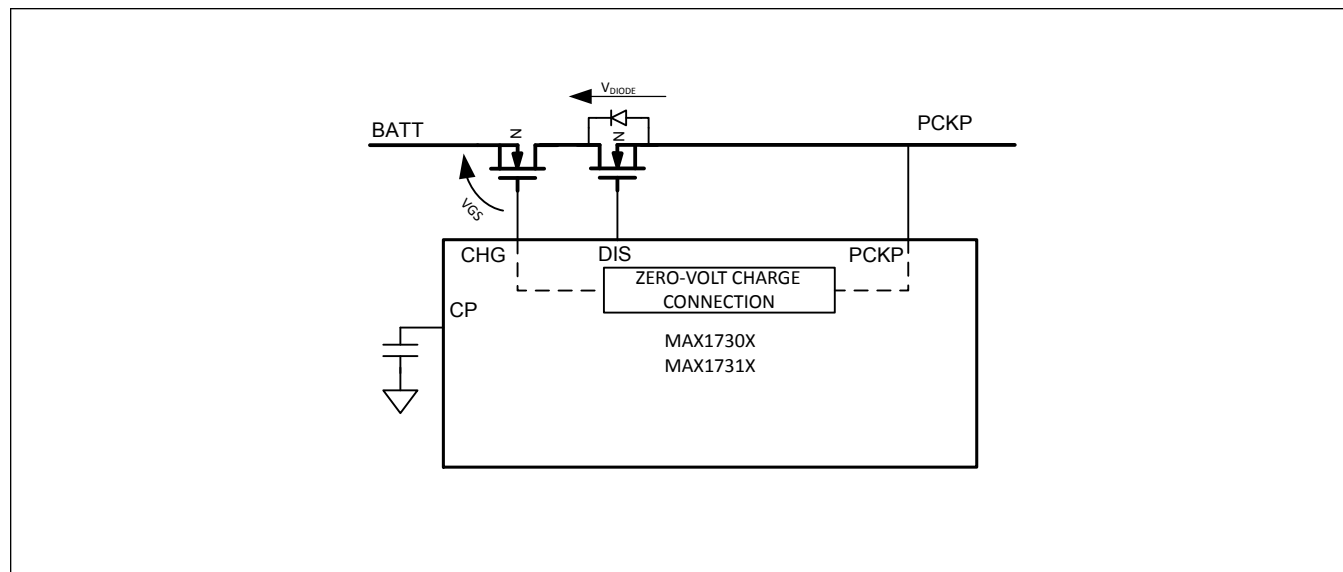 VDIODE
BATT
N
N
PCKP
VGS
CHG
DIS
PCKP
ZERO-VOLT CHARGE
CONNECTION
CP
MAX1730X
MAX1731X